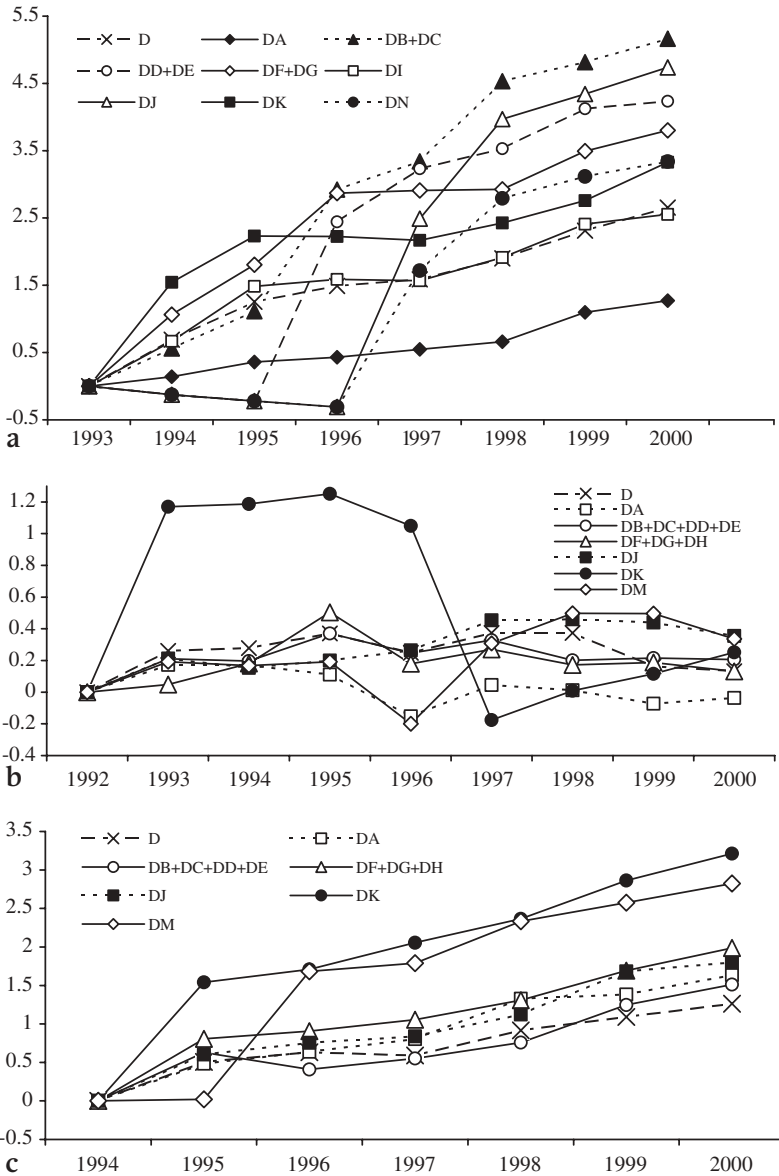 5.5
D DA DB+DC
DD+DE DF+DG DI
4.5
DJ DK DN
3.5
2.5
1.5
0.5
-0.5
1993 1994 1995 1996 1997 1998 1999 2000
a
1.2
D
DA
1
DB+DC+DD+DE
DF+DG+DH
0.8
DJ
DK
0.6
DM
0.4
0.2
0
-0.2
-0.4
1992 1993 1994 1995 1996 1997 1998 1999 2000
b
3.5
D DA
3
DB+DC+DD+DE DF+DG+DH
DJ DK
2.5
DM
2
1.5
1
0.5
0
-0.5
1994 1995 1996 1997 1998 1999 2000
c